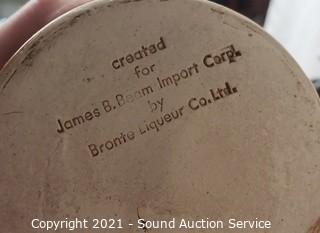 created
for
James B. Beam Import Corp.
by
Bronte Liqueur Co. Ltd.
Copyright 2021 - Sound Auction Service